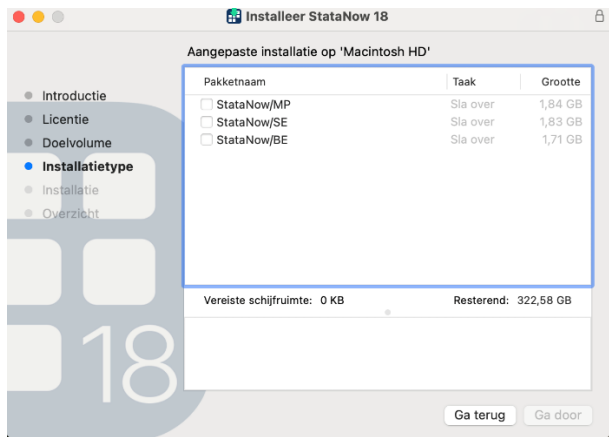 Installeer StataNow 18
Aangepaste installatie op 'Macintosh HD'
Introductie
Licentie
Doelvolume
Installatietype
Installatie
Overzicht
Pakketnaam Taak Grootte
StataNow/MP Sla over 1,84 GB
StataNow/SE Sla over 1,83 GB
StataNow/BE Sla over 1,71 GB
Vereiste schijfruimte: 0 KB Resterend: 322,58 GB
18
Ga terug Ga door